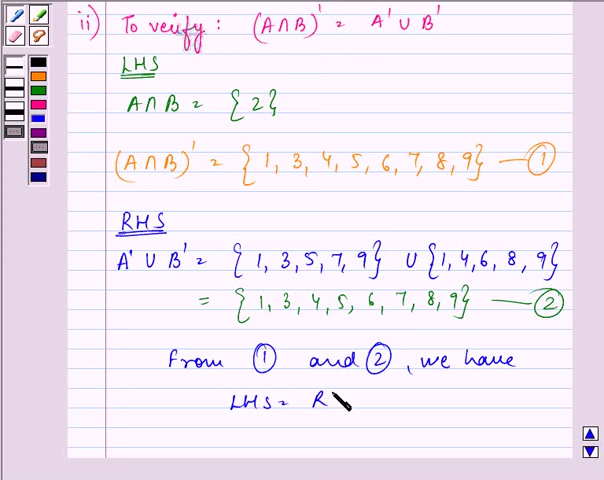 ii) To verify : (A∩B)' = A' ∪ B'
LHS
A∩B = {2}
(A∩B)' = {1, 3, 4, 5, 6, 7, 8, 9} — ①
RHS
A' ∪ B' = {1, 3, 5, 7, 9} ∪ {1, 4, 6, 8, 9}
= {1, 3, 4, 5, 6, 7, 8, 9} — ②
From ① and ②, we have
LHS = R